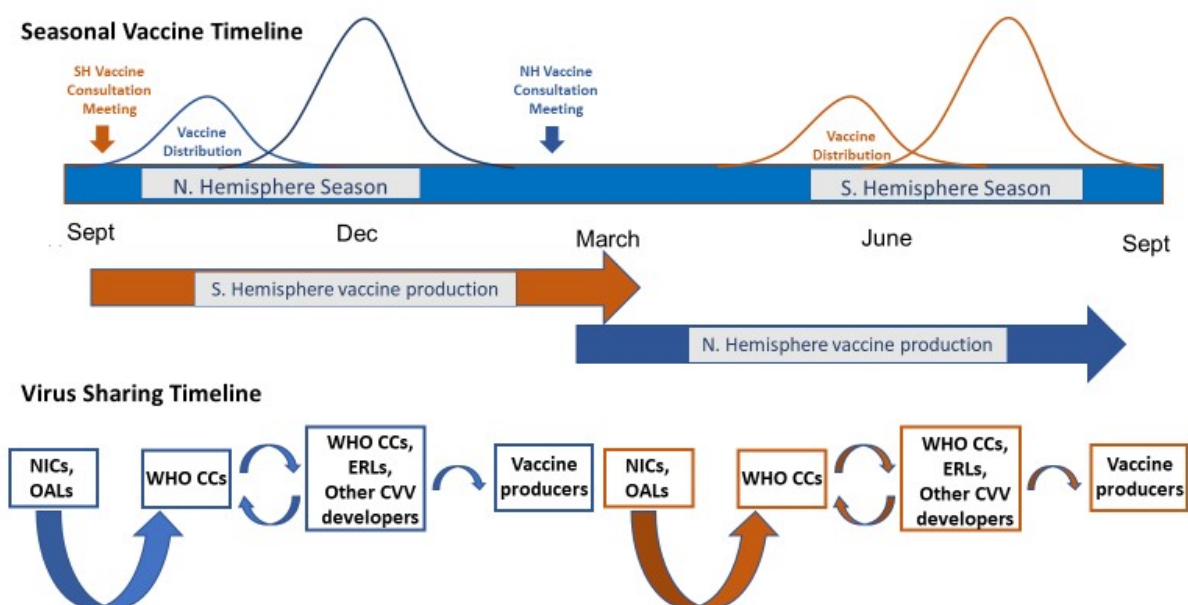 Seasonal Vaccine Timeline
SH Vaccine
Consultation
Meeting
NH Vaccine
Consultation
Meeting
Vaccine
Distribution
Vaccine
Distribution
N. Hemisphere Season
S. Hemisphere Season
Sept
Dec
March
June
Sept
S. Hemisphere vaccine production
N. Hemisphere vaccine production
Virus Sharing Timeline
NICs,
OALs
WHO CCs
WHO CCs,
ERLs,
Other CVV
developers
Vaccine
producers
NICs,
OALs
WHO CCs
WHO CCs,
ERLs,
Other CVV
developers
Vaccine
producers